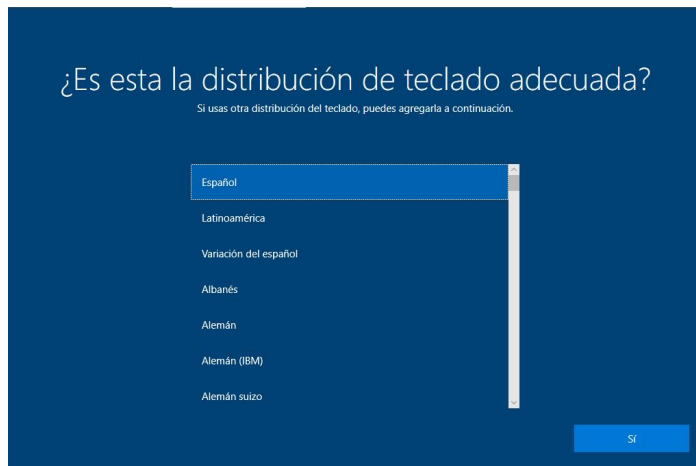 ¿Es esta la distribución de teclado adecuada?
Si usas otra distribución del teclado, puedes agregarla a continuación.
Español
Latinoamérica
Variación del español
Albanés
Alemán
Alemán (IBM)
Alemán suizo
Sí